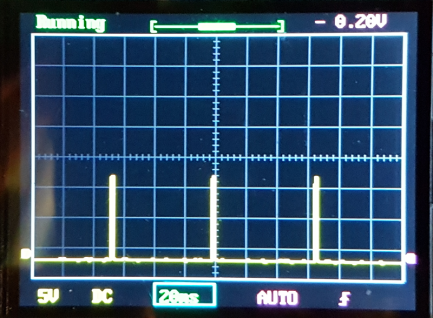 Running - 0.20V
5V DC 20ms AUTO